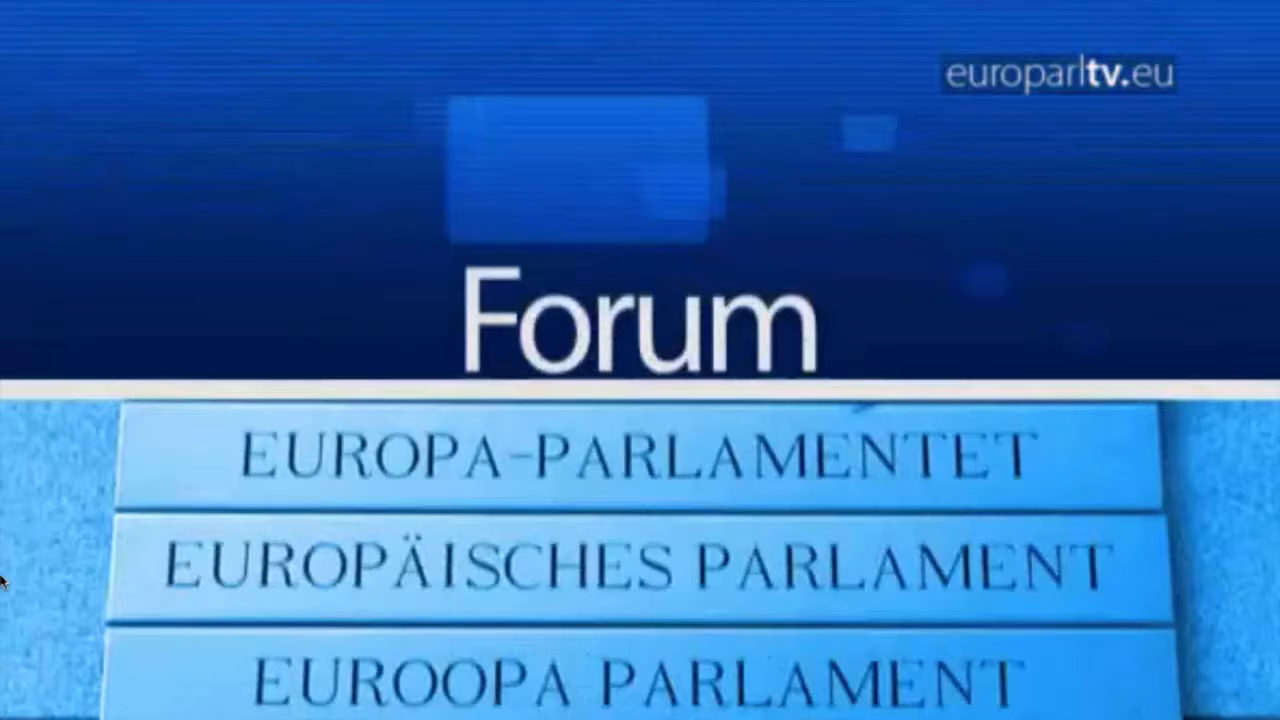 europarltv.eu
Forum
EUROPA-PARLAMENTET
EUROPÄISCHES PARLAMENT
EUROOPA PARLAMENT